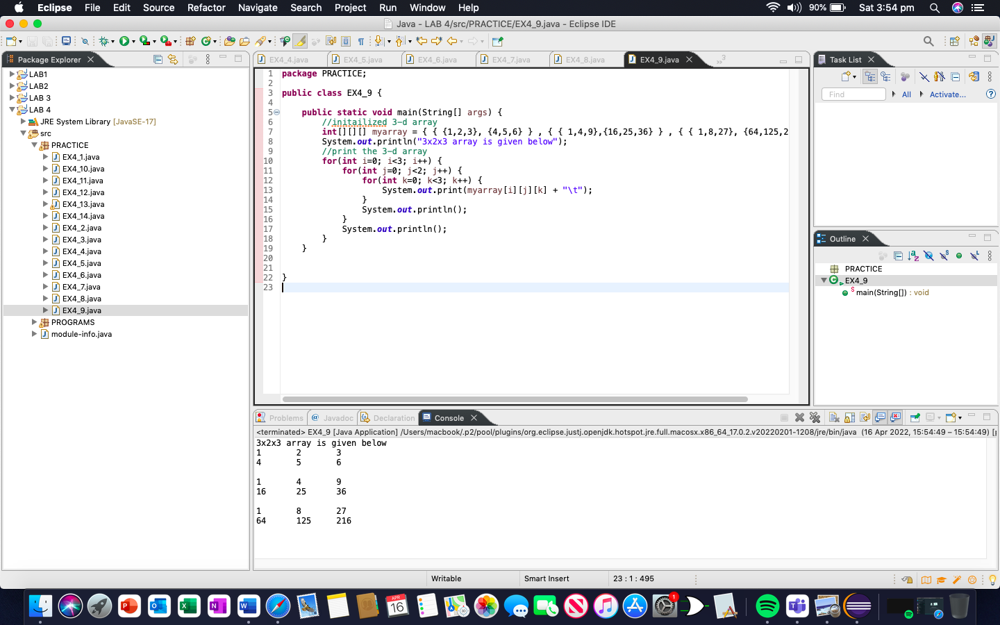 Eclipse File Edit Source Refactor Navigate Search Project Run Window Help 90% Sat 3:54 pm
Java - LAB 4/src/PRACTICE/EX4_9.java - Eclipse IDE
Package Explorer
LAB1
LAB2
LAB 3
LAB 4
JRE System Library [JavaSE-17]
src
PRACTICE
EX4_1.java
EX4_10.java
EX4_11.java
EX4_12.java
EX4_13.java
EX4_14.java
EX4_2.java
EX4_3.java
EX4_4.java
EX4_5.java
EX4_6.java
EX4_7.java
EX4_8.java
EX4_9.java
PROGRAMS
module-info.java
EX4_4.java EX4_5.java EX4_6.java EX4_7.java EX4_8.java EX4_9.java »3
1 package PRACTICE;
2
3 public class EX4_9 {
4
5 public static void main(String[] args) {
6 //initailized 3-d array
7 int[][][] myarray = { { {1,2,3}, {4,5,6} } , { { 1,4,9},{16,25,36} } , { { 1,8,27}, {64,125,2
8 System.out.println("3x2x3 array is given below");
9 //print the 3-d array
10 for(int i=0; i<3; i++) {
11 for(int j=0; j<2; j++) {
12 for(int k=0; k<3; k++) {
13 System.out.print(myarray[i][j][k] + "\t");
14 }
15 System.out.println();
16 }
17 System.out.println();
18 }
19 }
20
21
22 }
23
Task List
Find All Activate...
Outline
PRACTICE
EX4_9
main(String[]) : void
Problems @ Javadoc Declaration Console
<terminated> EX4_9 [Java Application] /Users/macbook/.p2/pool/plugins/org.eclipse.justj.openjdk.hotspot.jre.full.macosx.x86_64_17.0.2.v20220201-1208/jre/bin/java (16 Apr 2022, 15:54:49 – 15:54:49) [
3x2x3 array is given below
1 2 3
4 5 6
1 4 9
16 25 36
1 8 27
64 125 216
Writable Smart Insert 23 : 1 : 495
APR
16
1